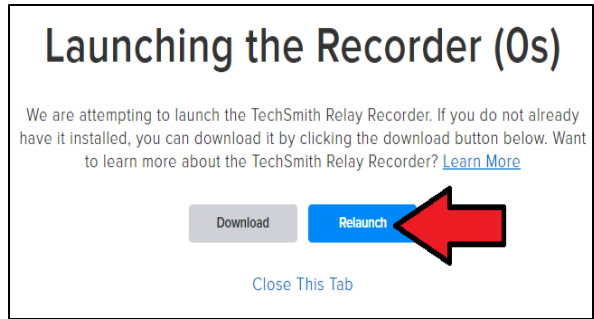 Launching the Recorder (0s)
We are attempting to launch the TechSmith Relay Recorder. If you do not already
have it installed, you can download it by clicking the download button below. Want
to learn more about the TechSmith Relay Recorder? Learn More
Download
Relaunch
Close This Tab